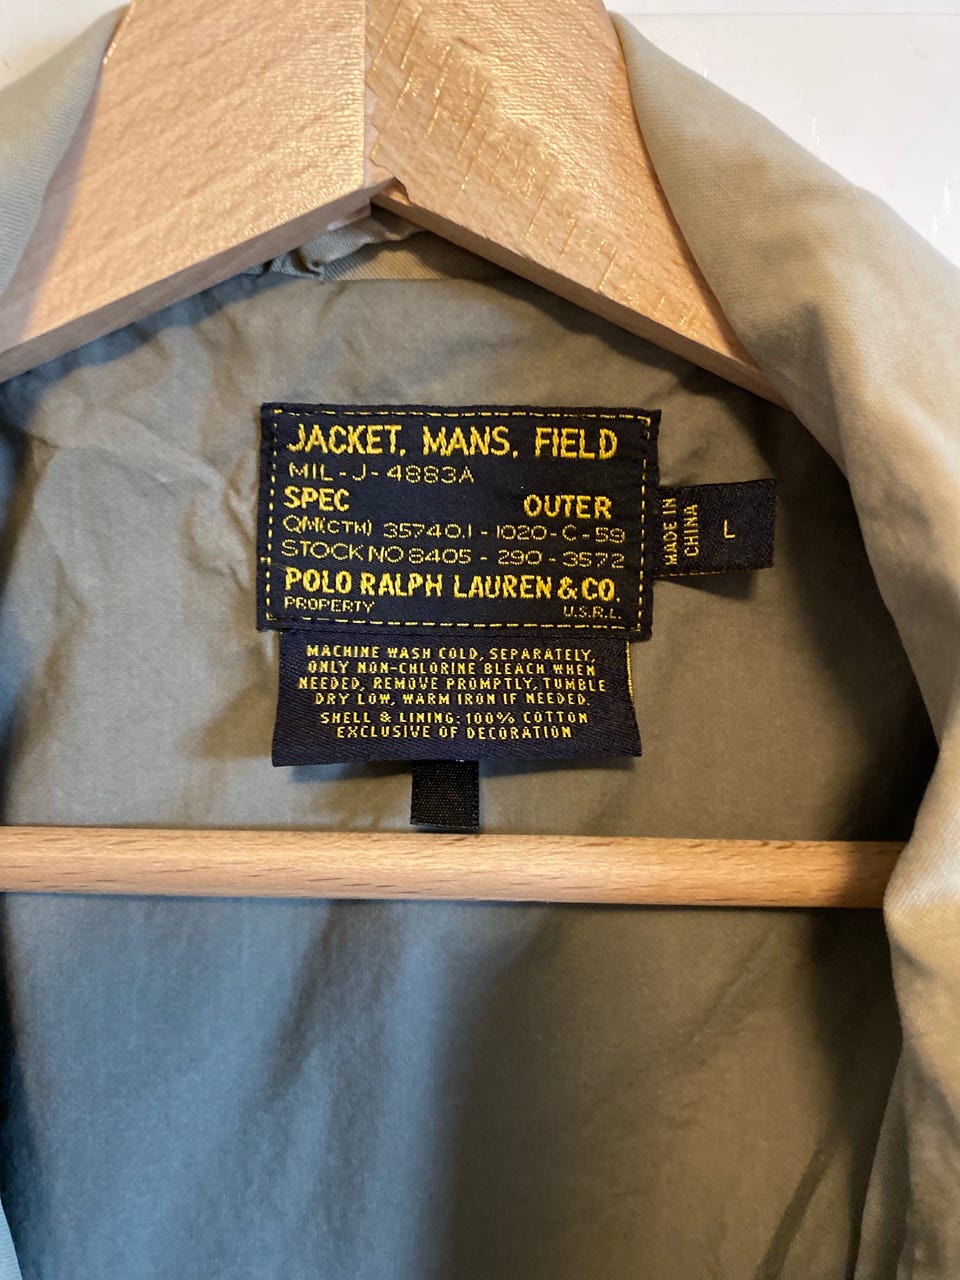 JACKET, MANS, FIELD
MIL-J-4883A
SPEC OUTER
QM(CTM) 35740.1-1020-C-59
STOCK NO 8405-290-3572
POLO RALPH LAUREN & CO.
PROPERTY U.S.R.L.
MADE IN
CHINA
L
MACHINE WASH COLD, SEPARATELY,
ONLY NON-CHLORINE BLEACH WHEN
NEEDED, REMOVE PROMPTLY, TUMBLE
DRY LOW, WARM IRON IF NEEDED.
SHELL & LINING: 100% COTTON
EXCLUSIVE OF DECORATION